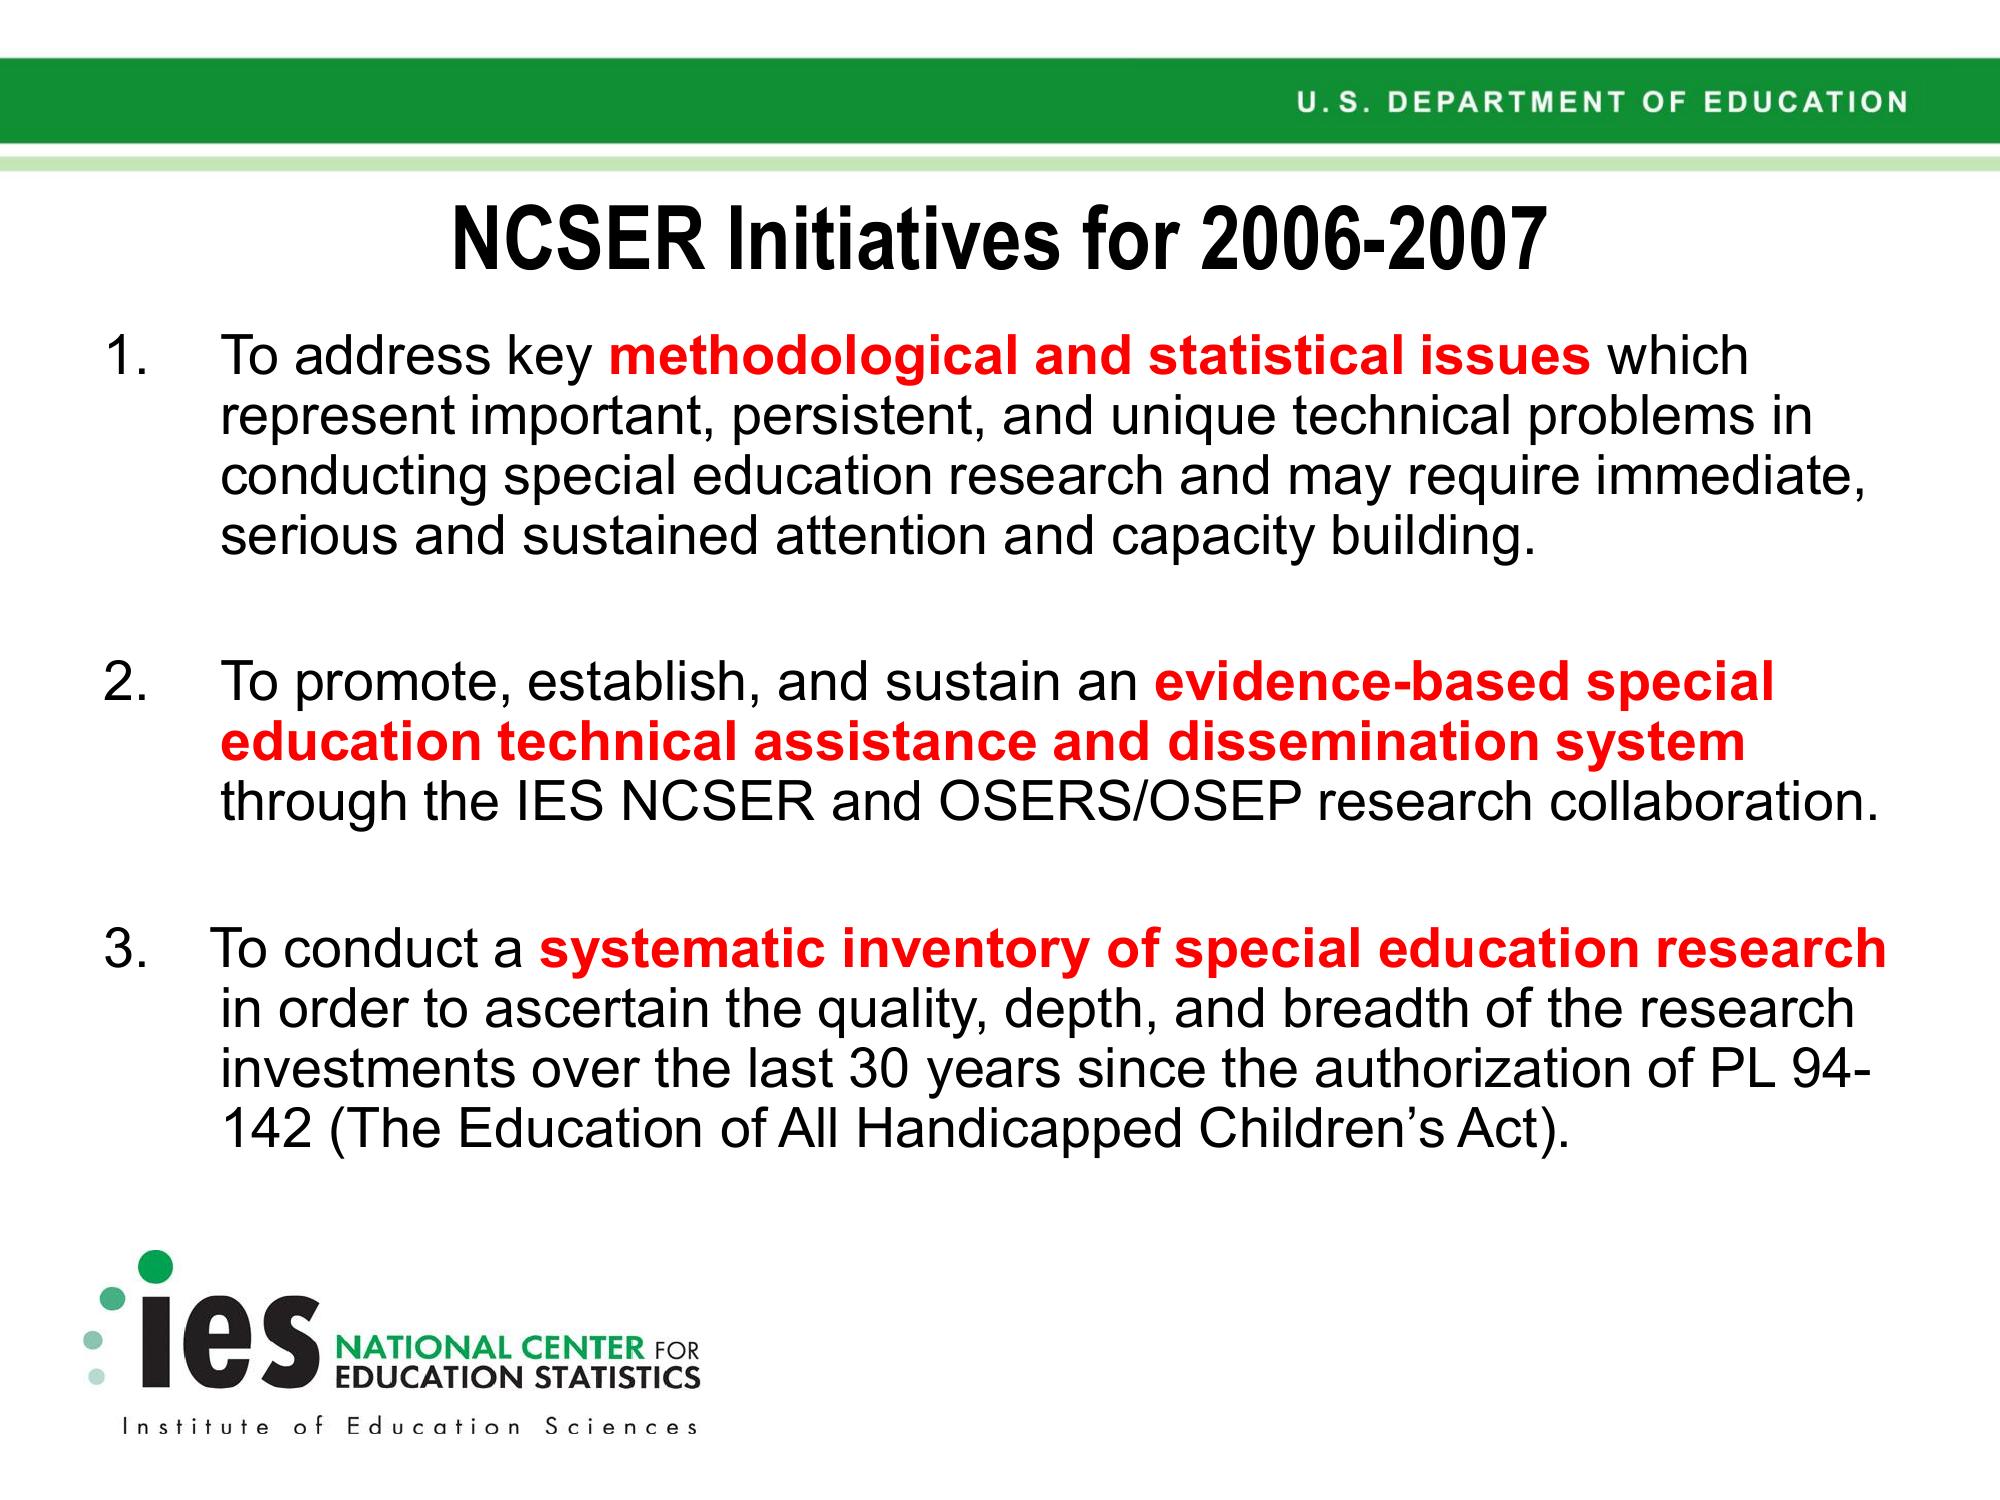 U.S. DEPARTMENT OF EDUCATION
NCSER Initiatives for 2006-2007
1. To address key methodological and statistical issues which
represent important, persistent, and unique technical problems in
conducting special education research and may require immediate,
serious and sustained attention and capacity building.
2. To promote, establish, and sustain an evidence-based special
education technical assistance and dissemination system
through the IES NCSER and OSERS/OSEP research collaboration.
3. To conduct a systematic inventory of special education research
in order to ascertain the quality, depth, and breadth of the research
investments over the last 30 years since the authorization of PL 94-
142 (The Education of All Handicapped Children’s Act).
ies NATIONAL CENTER FOR
EDUCATION STATISTICS
Institute of Education Sciences